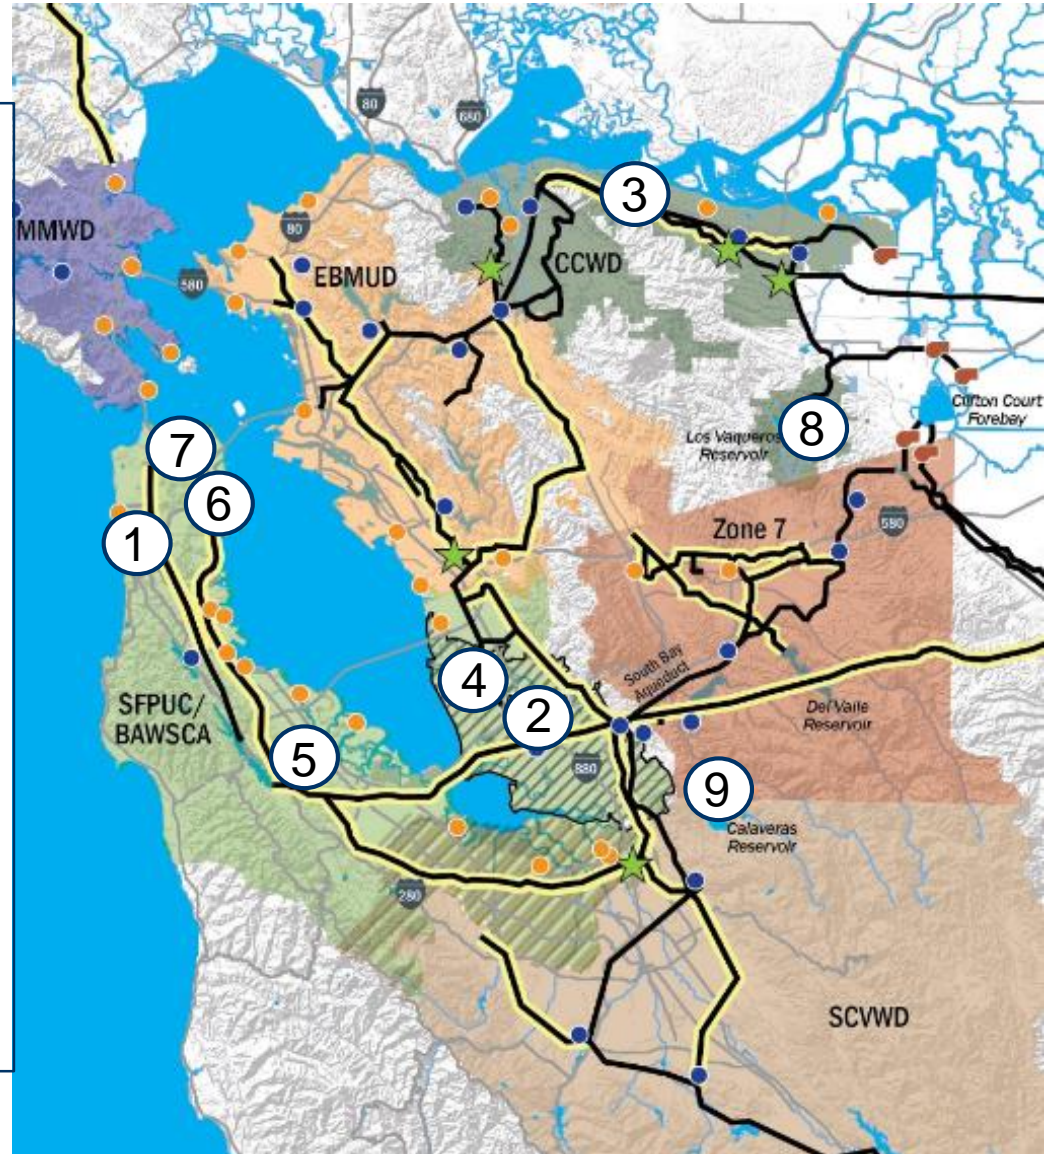 80
680
3
MMWD
80
EBMUD
CCWD
580
Clifton Court
Forebay
Los Vaqueros
Reservoir
8
7
6
1
Zone 7
580
South Bay
Aqueduct
4
2
Del Valle
Reservoir
SFPUC/
BAWSCA
5
880
9
Calaveras
Reservoir
280
SCVWD